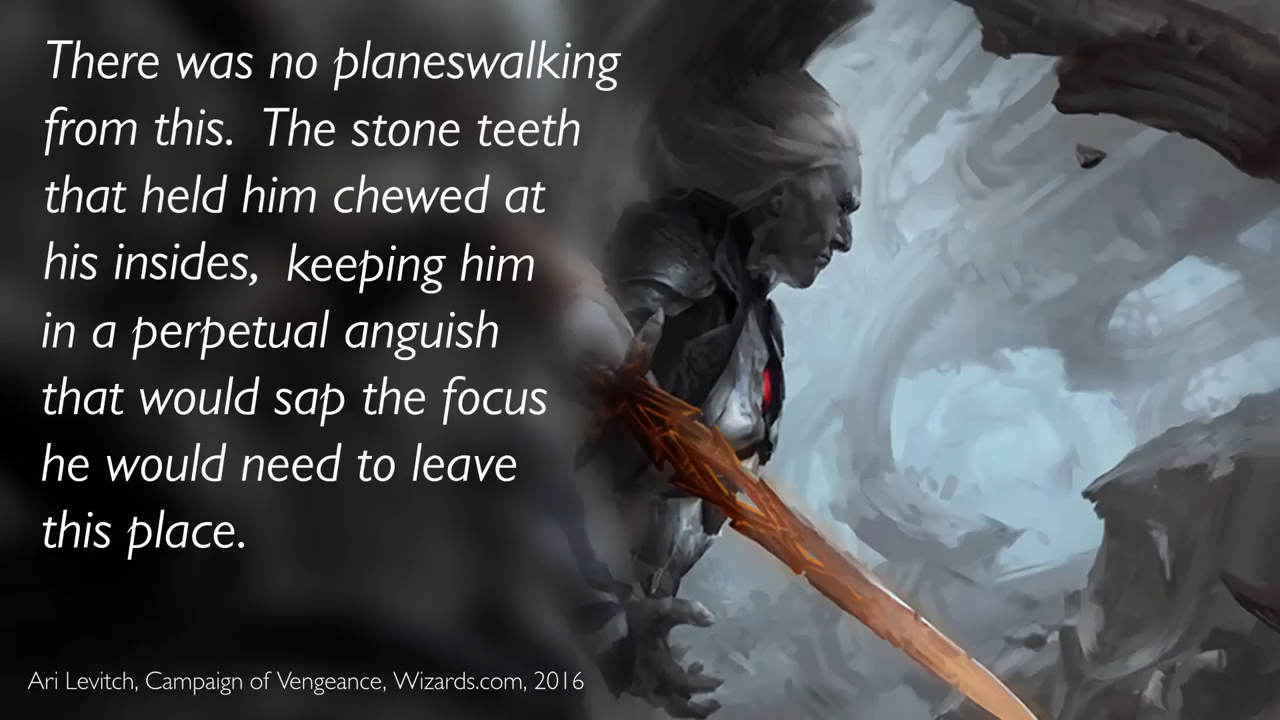 There was no planeswalking
from this. The stone teeth
that held him chewed at
his insides, keeping him
in a perpetual anguish
that would sap the focus
he would need to leave
this place.
Ari Levitch, Campaign of Vengeance, Wizards.com, 2016